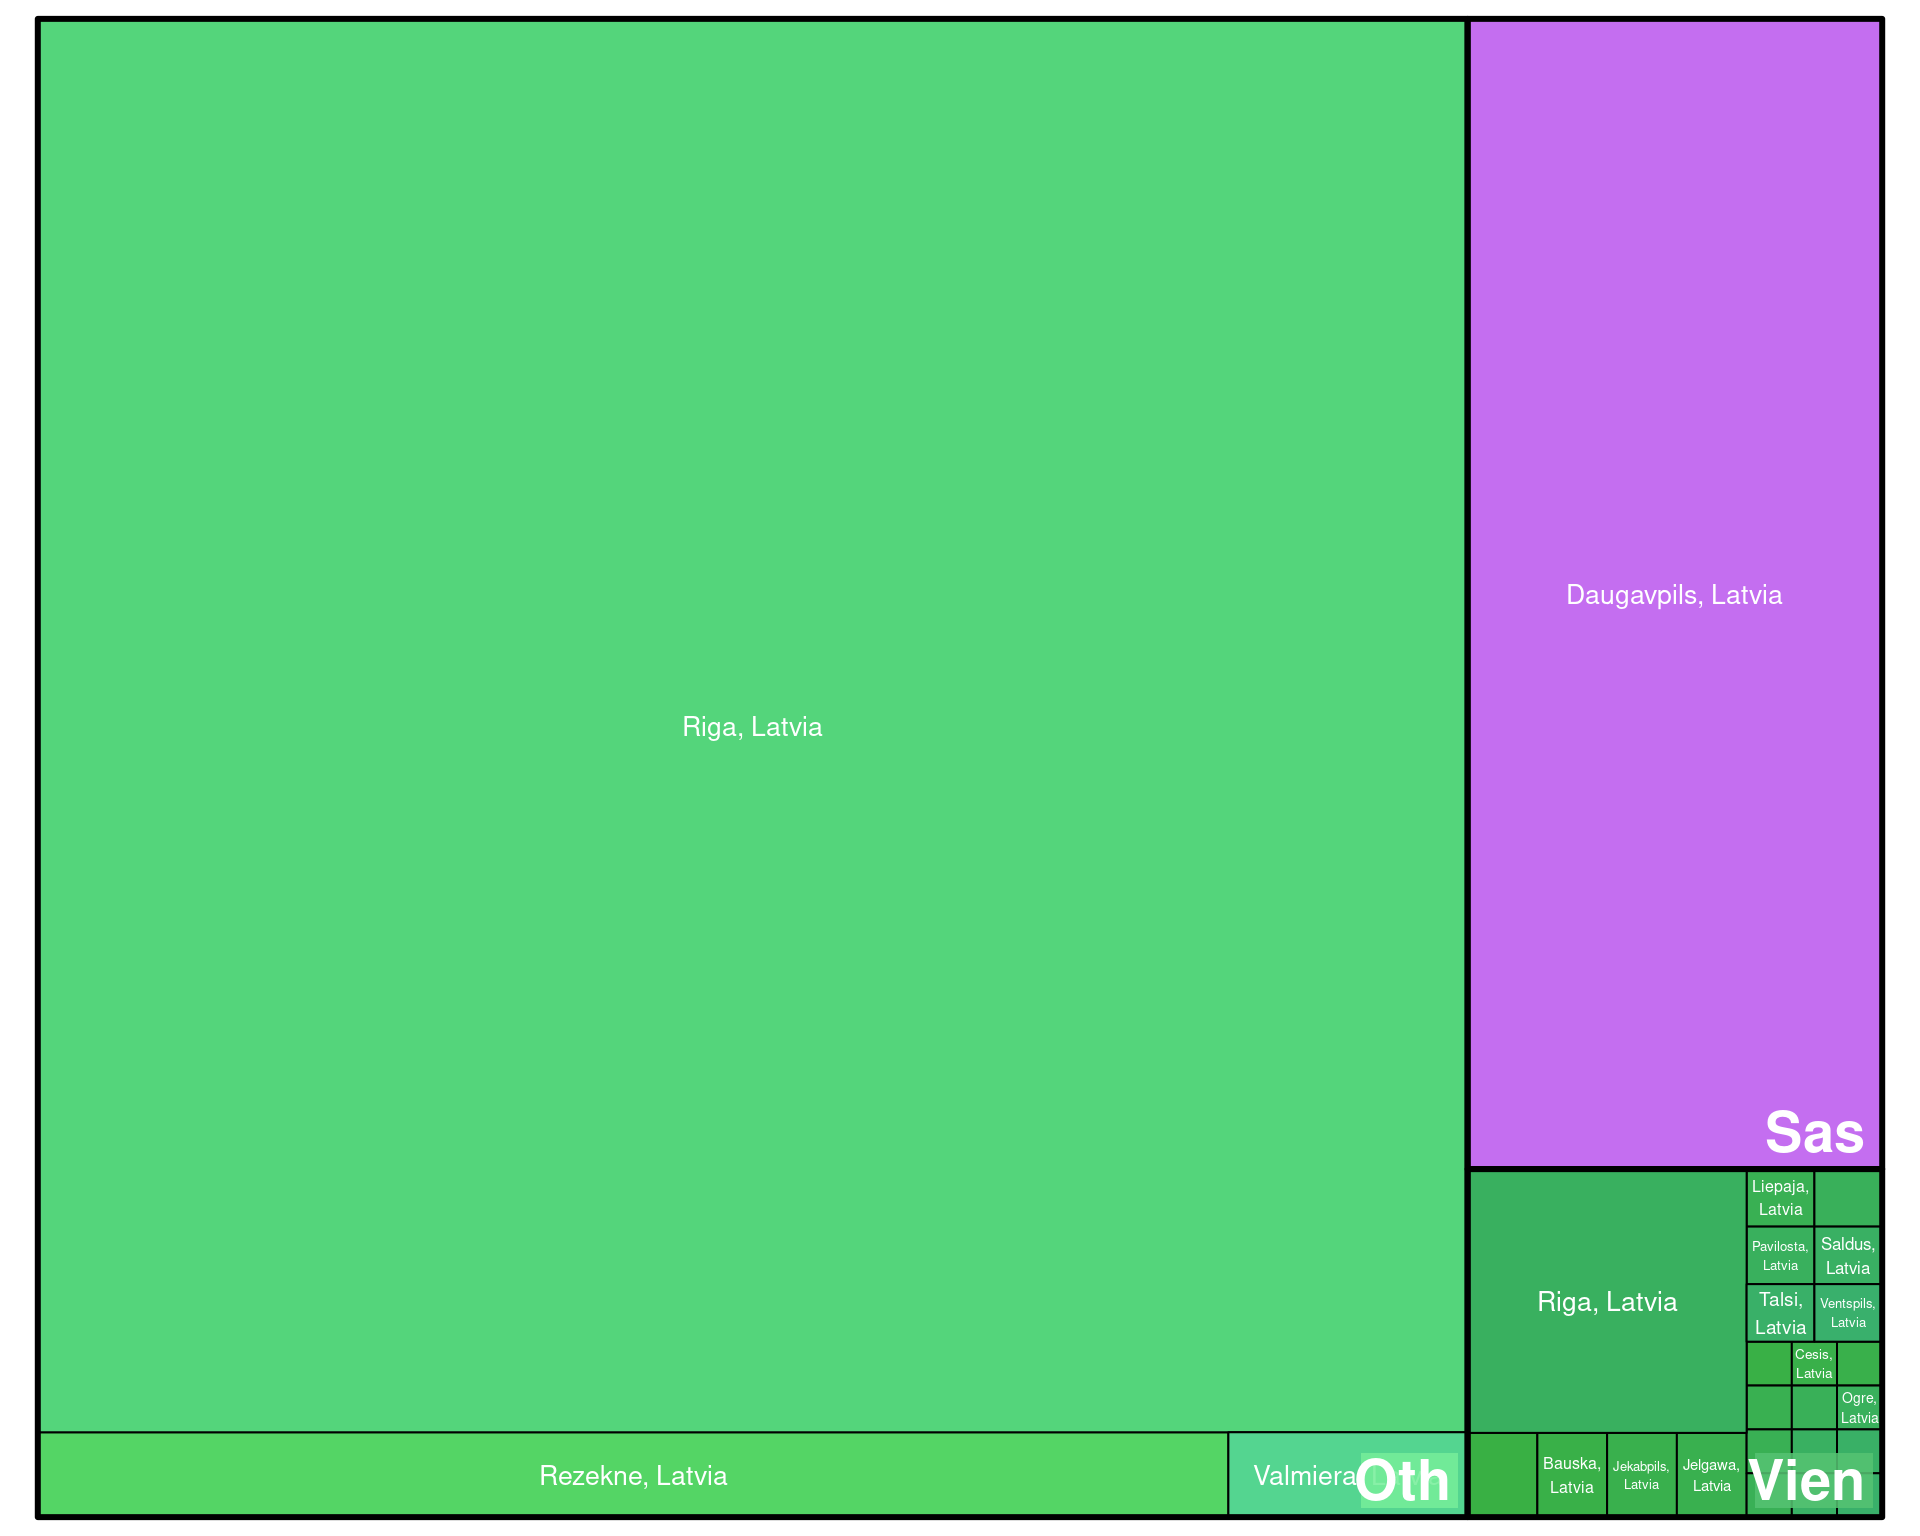 Riga, Latvia
Rezekne, Latvia
Valmiera
Oth
Daugavpils, Latvia
Sas
Riga, Latvia
Bauska,
Latvia
Jekabpils,
Latvia
Jelgawa,
Latvia
Liepaja,
Latvia
Pavilosta,
Latvia
Saldus,
Latvia
Talsi,
Latvia
Ventspils,
Latvia
Cesis,
Latvia
Ogre,
Latvia
Vien